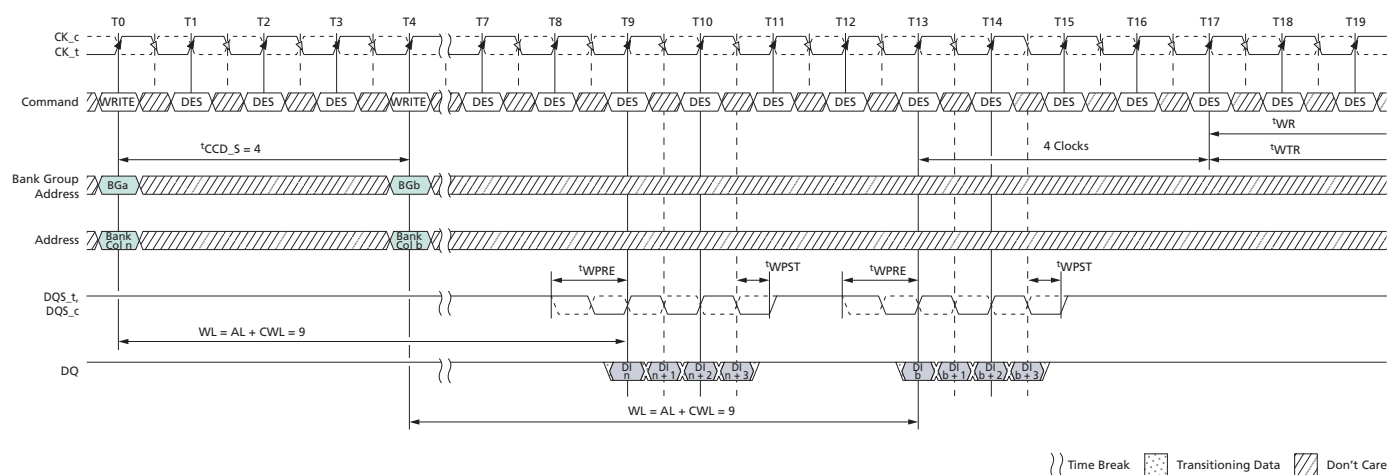 T0 T1 T2 T3 T4 T7 T8 T9 T10 T11 T12 T13 T14 T15 T16 T17 T18 T19
CK_c
CK_t
Command WRITE DES DES DES WRITE DES DES DES DES DES DES DES DES DES DES DES DES DES
tWR
tCCD_S = 4 4 Clocks tWTR
Bank Group
Address BGa BGb
Address Bank
Col n Bank
Col b
tWPRE tWPST tWPRE tWPST
DQS_t,
DQS_c
WL = AL + CWL = 9
DQ DI
n DI
n + 1 DI
n + 2 DI
n + 3 DI
b DI
b + 1 DI
b + 2 DI
b + 3
WL = AL + CWL = 9
Time Break Transitioning Data Don't Care